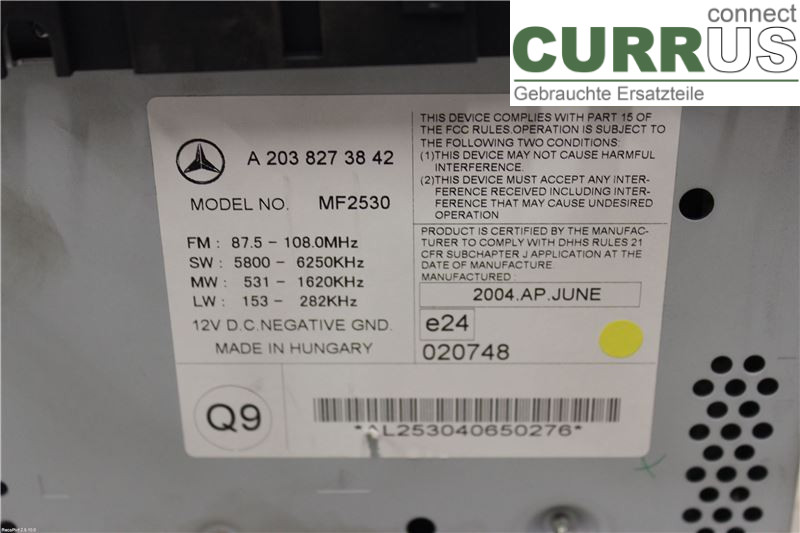 connect
CURRUS
Gebrauchte Ersatzteile
A 203 827 38 42
MODEL NO. MF2530
FM : 87.5 - 108.0MHz
SW : 5800 - 6250KHz
MW : 531 - 1620KHz
LW : 153 - 282KHz
12V D.C.NEGATIVE GND.
MADE IN HUNGARY
THIS DEVICE COMPLIES WITH PART 15 OF
THE FCC RULES.OPERATION IS SUBJECT TO
THE FOLLOWING TWO CONDITIONS:
(1)THIS DEVICE MAY NOT CAUSE HARMFUL
INTERFERENCE.
(2)THIS DEVICE MUST ACCEPT ANY INTER-
FERENCE RECEIVED INCLUDING INTER-
FERENCE THAT MAY CAUSE UNDESIRED
OPERATION
PRODUCT IS CERTIFIED BY THE MANUFAC-
TURER TO COMPLY WITH DHHS RULES 21
CFR SUBCHAPTER J APPLICATION AT THE
DATE OF MANUFACTURE.
MANUFACTURED :
2004.AP.JUNE
e24
020748
Q9
*AL253040650276*